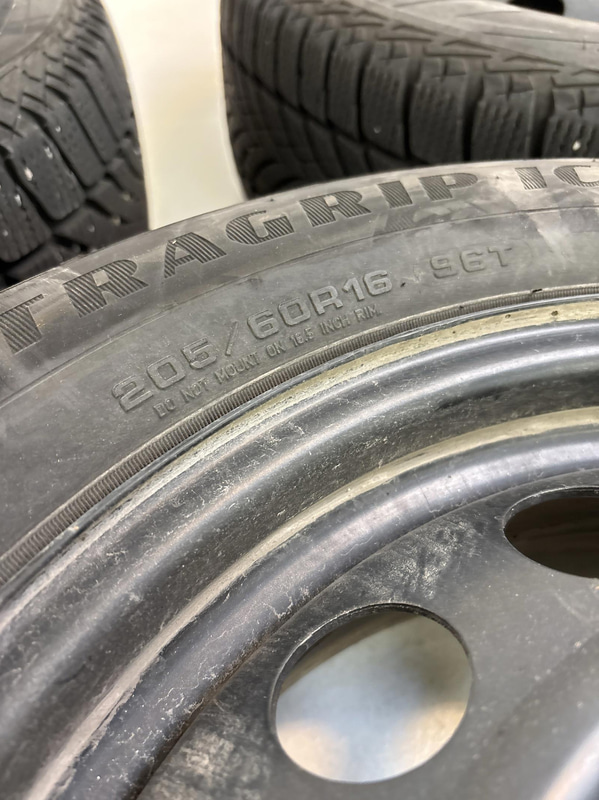 TRAGRIP IC
205/60R16 96T
DO NOT MOUNT ON 16.5 INCH RIM